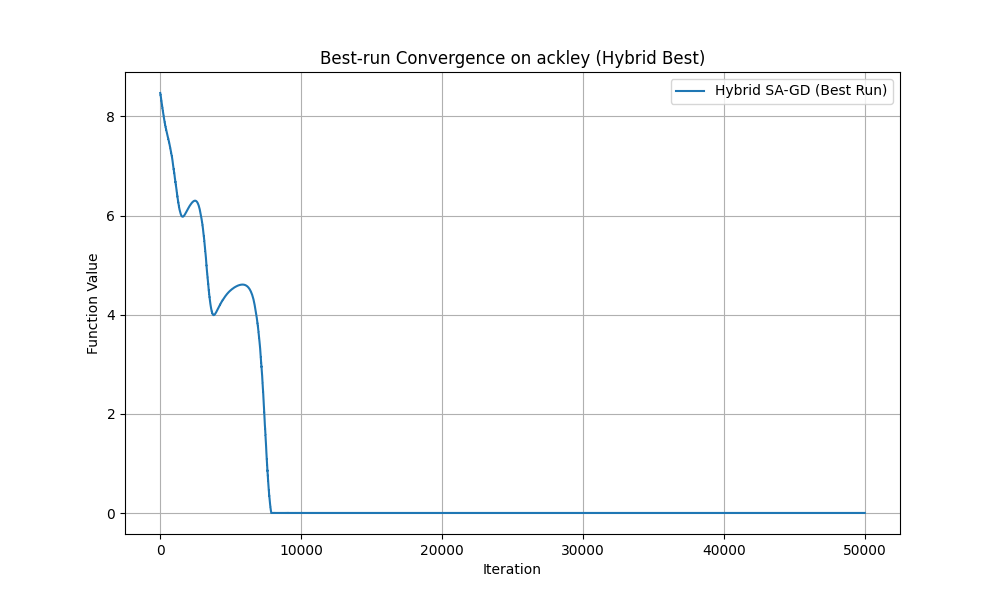 Best-run Convergence on ackley (Hybrid Best)
Hybrid SA-GD (Best Run)
Function Value
8
6
4
2
0
0 10000 20000 30000 40000 50000
Iteration